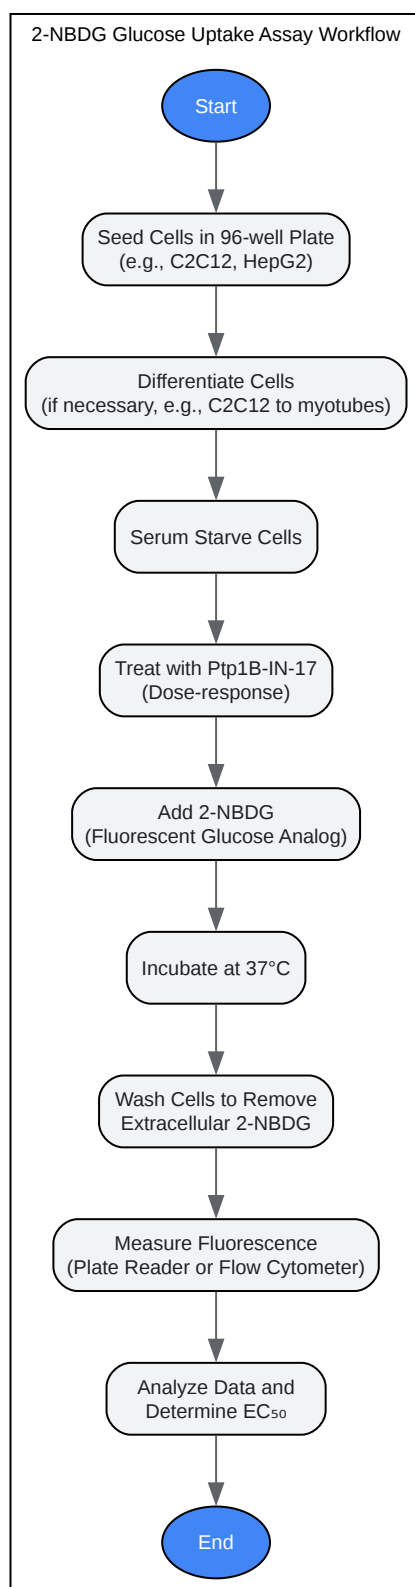 2-NBDG Glucose Uptake Assay Workflow
Start
Seed Cells in 96-well Plate
(e.g., C2C12, HepG2)
Differentiate Cells
(if necessary, e.g., C2C12 to myotubes)
Serum Starve Cells
Treat with Ptp1B-IN-17
(Dose-response)
Add 2-NBDG
(Fluorescent Glucose Analog)
Incubate at 37°C
Wash Cells to Remove
Extracellular 2-NBDG
Measure Fluorescence
(Plate Reader or Flow Cytometer)
Analyze Data and
Determine EC₅₀
End